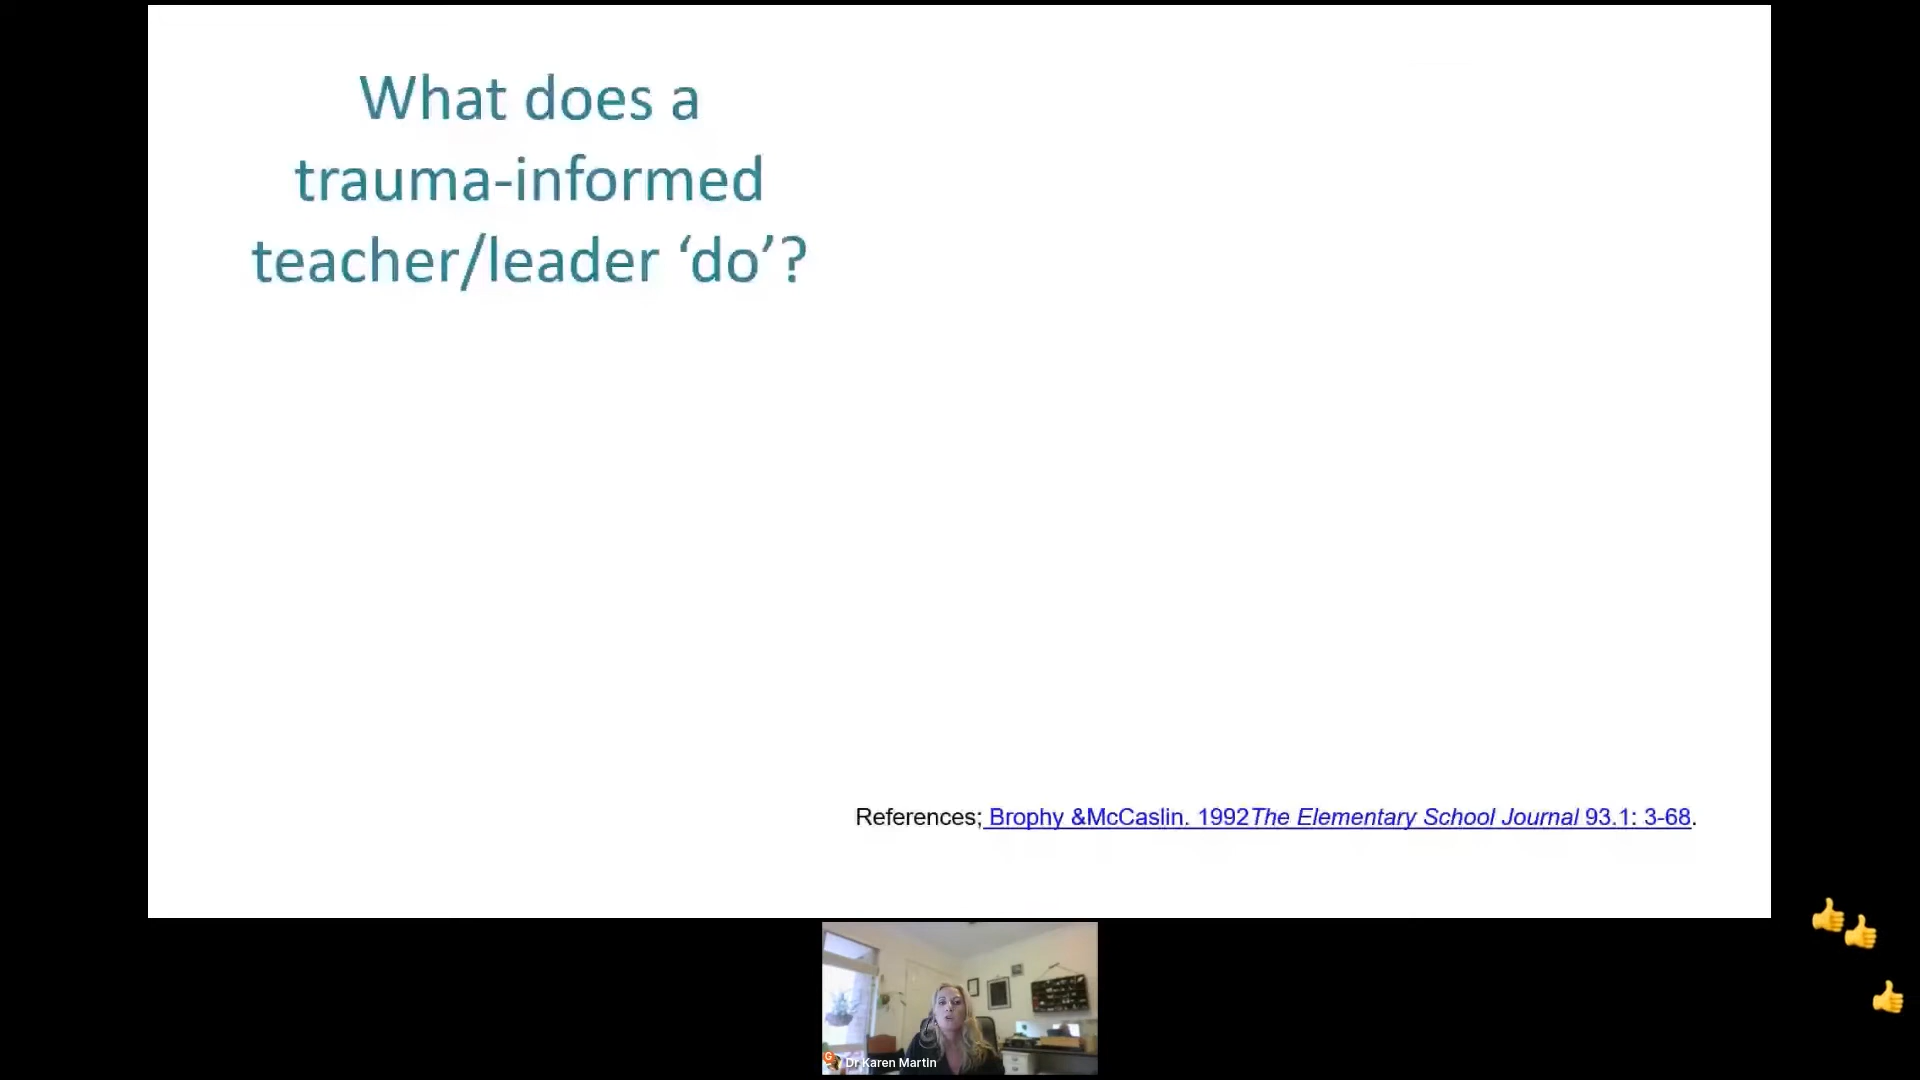 What does a
trauma-informed
teacher/leader ‘do’?
References; Brophy &McCaslin. 1992The Elementary School Journal 93.1: 3-68.
G
Dr Karen Martin